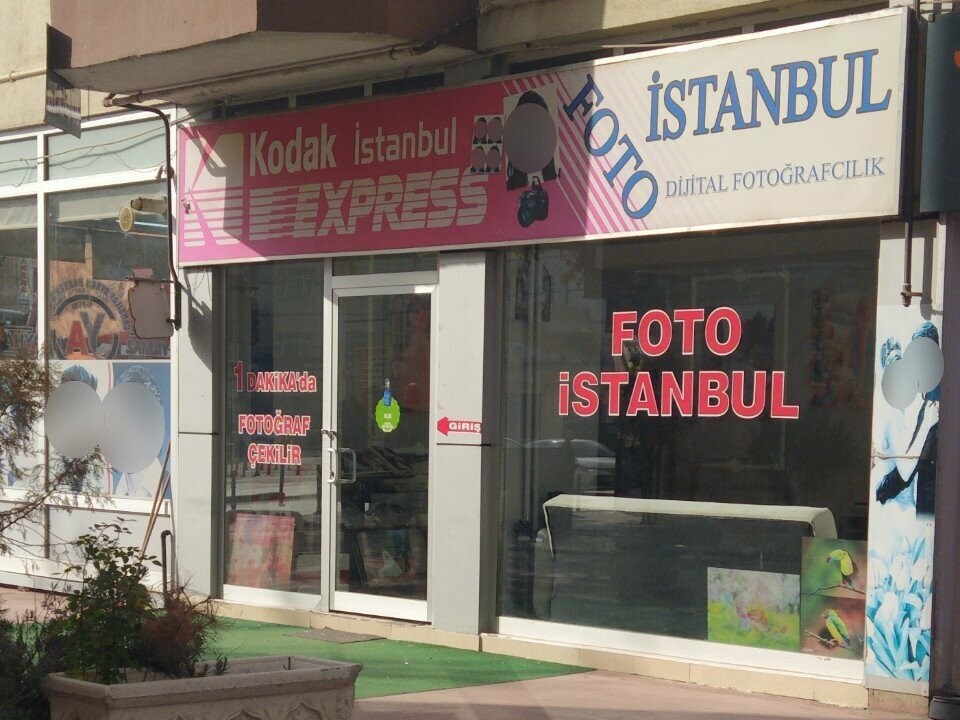 Kodak istanbul
EXPRESS
FOTO
İSTANBUL
DİJİTAL FOTOĞRAFCILIK
1 DAKİKA'da
FOTOĞRAF
ÇEKİLİR
AÇIK
GİRİŞ
FOTO
İSTANBUL